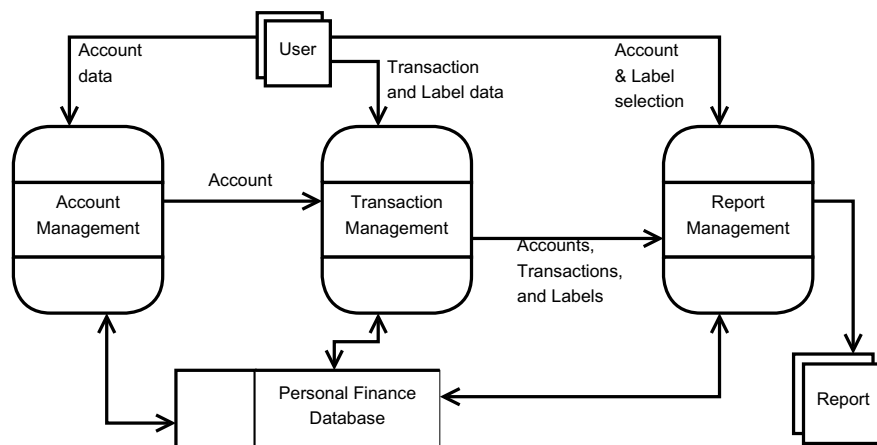 User
Account
data
Transaction
and Label data
Account
& Label
selection
Account
Management
Account
Transaction
Management
Accounts,
Transactions,
and Labels
Report
Management
Personal Finance
Database
Report